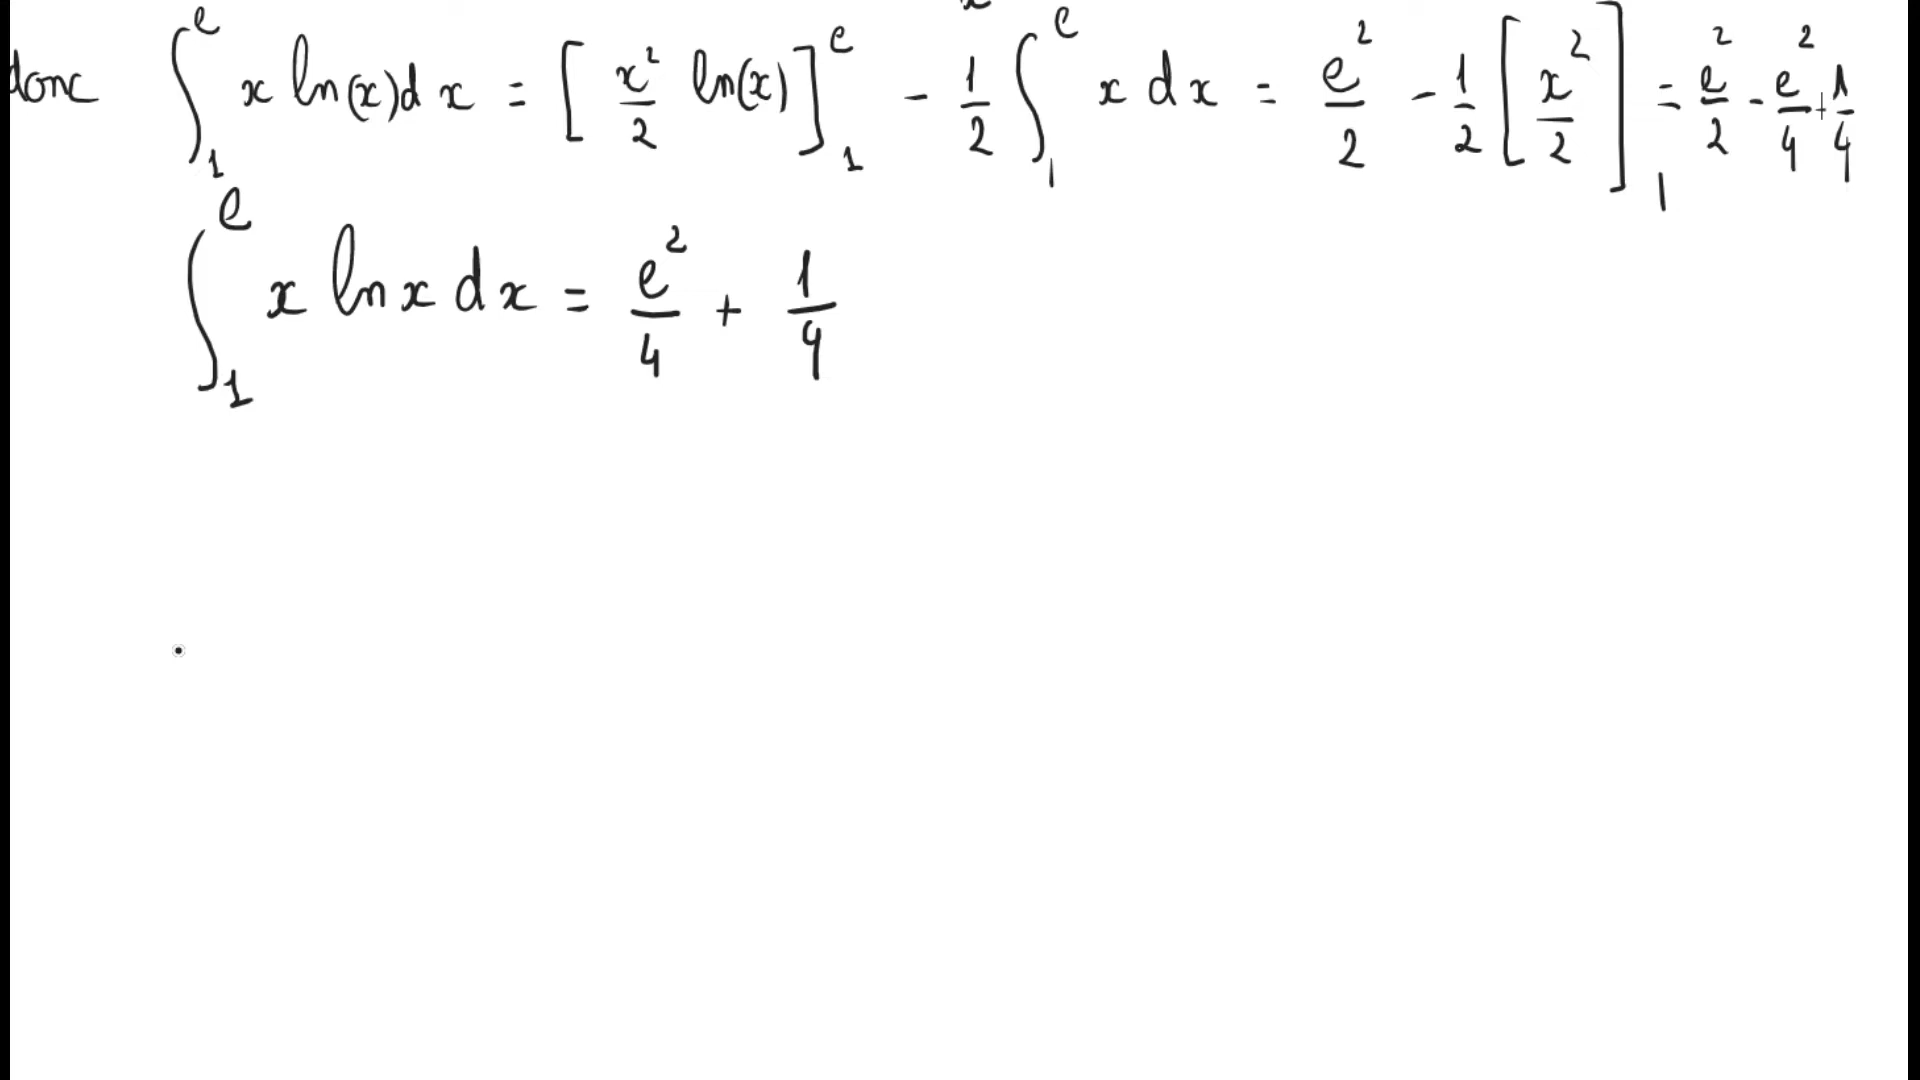 donc ∫₁ᵉ x ln(x)dx = [x²/2 ln(x)]₁ᵉ - 1/2 ∫₁ᵉ x dx = e²/2 - 1/2 [x²/2]₁ = e²/2 - e²/4 + 1/4
∫₁ᵉ x ln x dx = e²/4 + 1/4